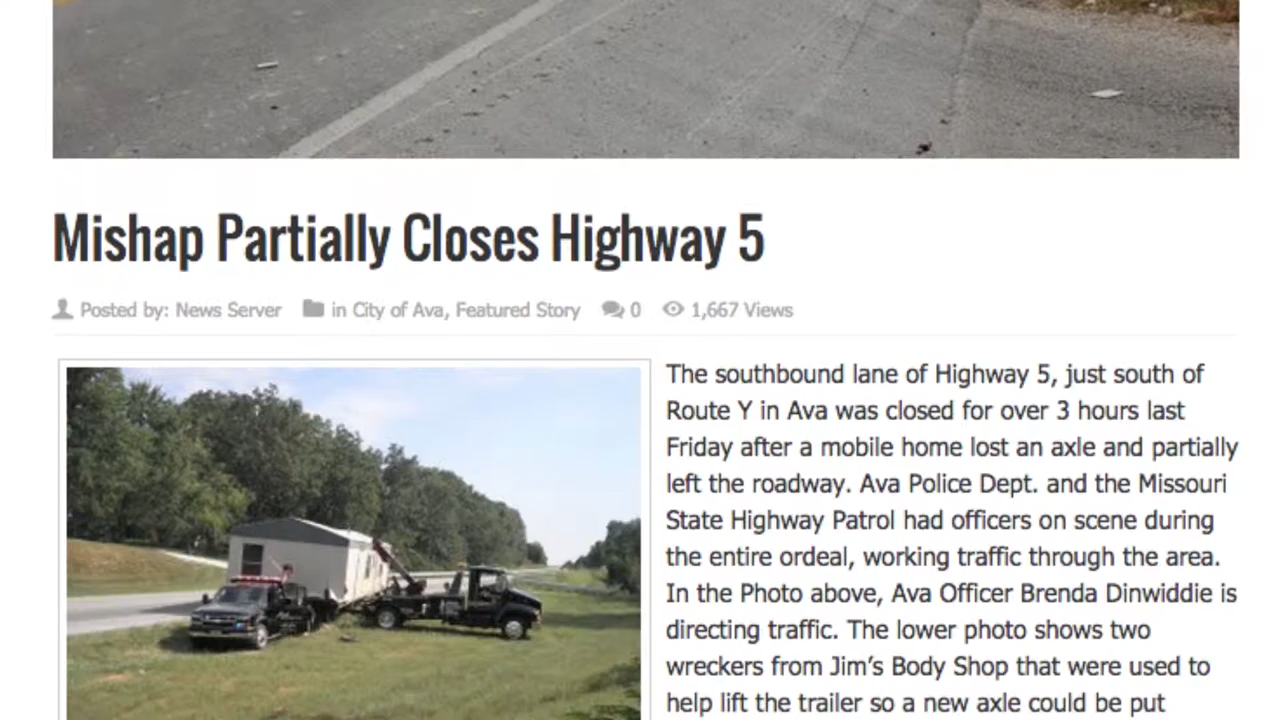 Mishap Partially Closes Highway 5
Posted by: News Server in City of Ava, Featured Story 0 1,667 Views
The southbound lane of Highway 5, just south of
Route Y in Ava was closed for over 3 hours last
Friday after a mobile home lost an axle and partially
left the roadway. Ava Police Dept. and the Missouri
State Highway Patrol had officers on scene during
the entire ordeal, working traffic through the area.
In the Photo above, Ava Officer Brenda Dinwiddie is
directing traffic. The lower photo shows two
wreckers from Jim’s Body Shop that were used to
help lift the trailer so a new axle could be put